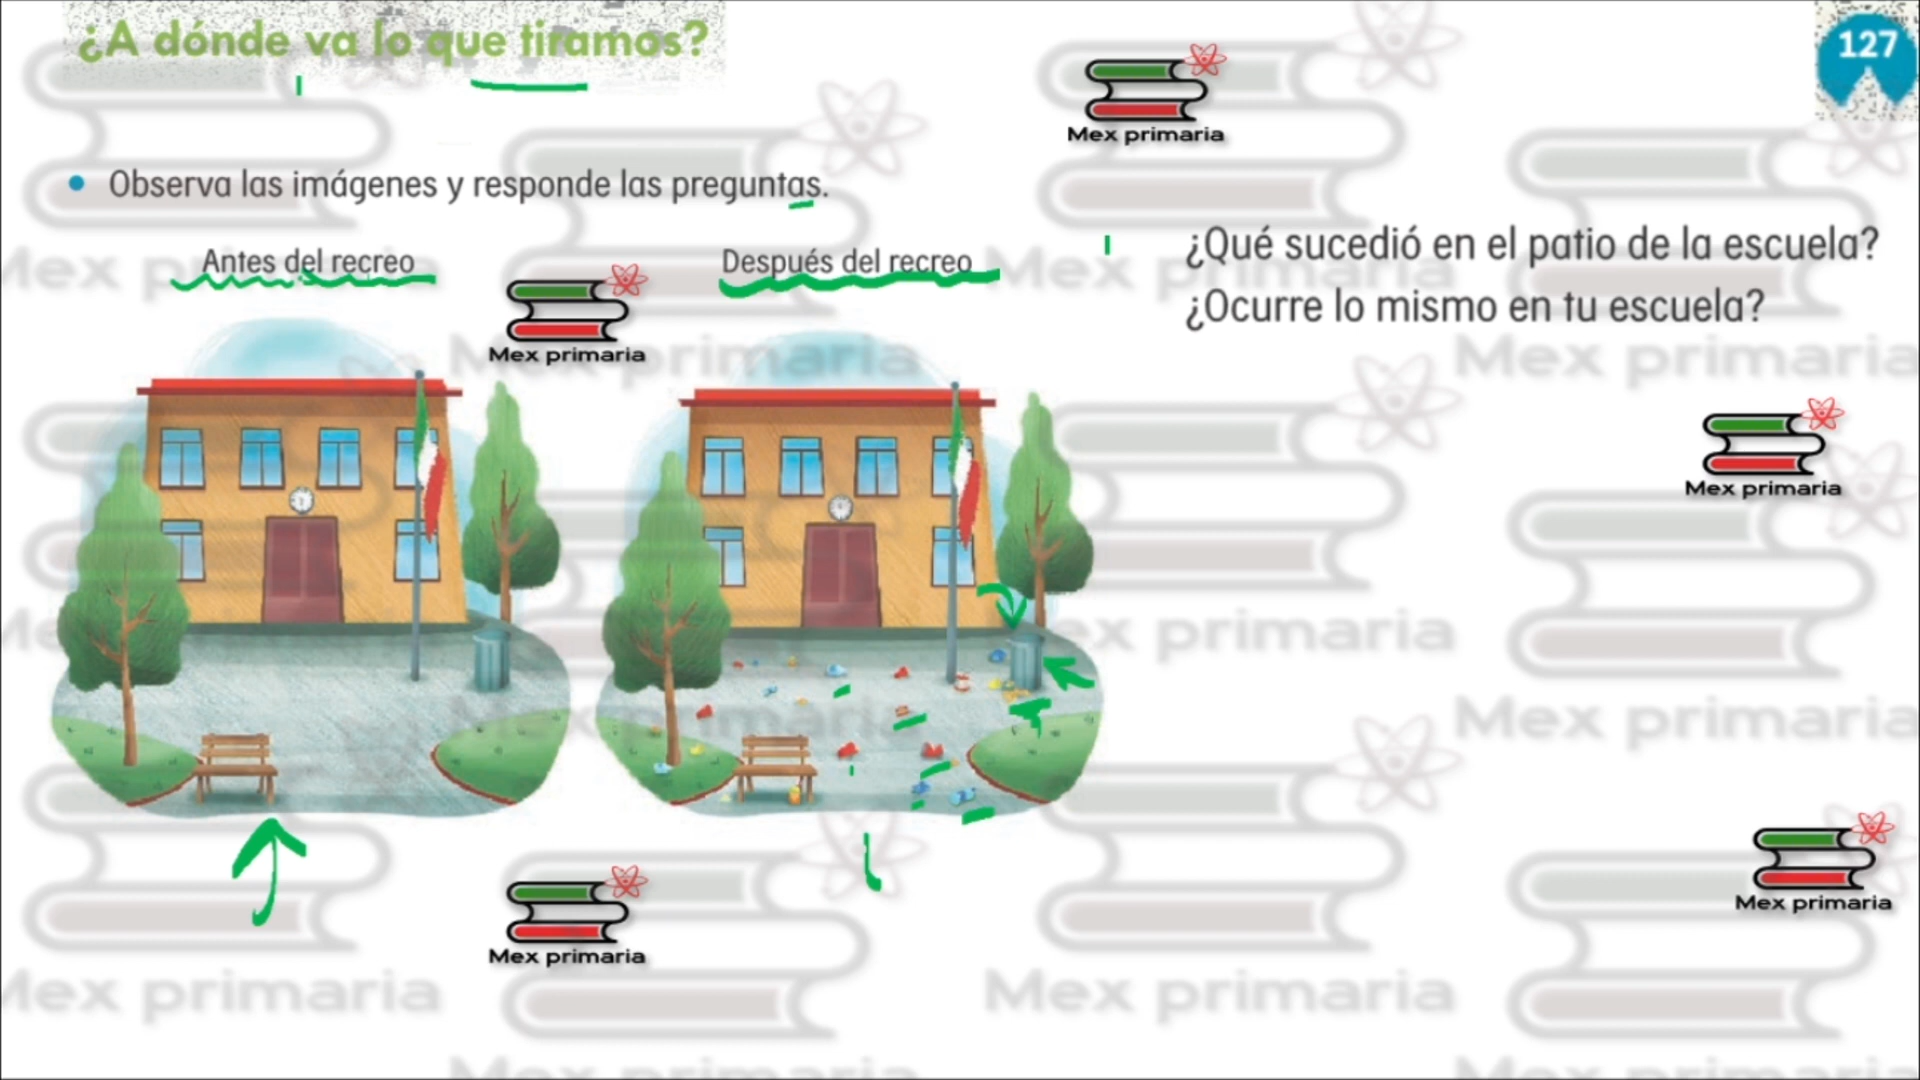 ¿A dónde va lo que tiramos?
127
Mex primaria
• Observa las imágenes y responde las preguntas.
Antes del recreo
Después del recreo
¿Qué sucedió en el patio de la escuela?
¿Ocurre lo mismo en tu escuela?
Mex primaria
Mex primaria
Mex primaria
Mex primaria